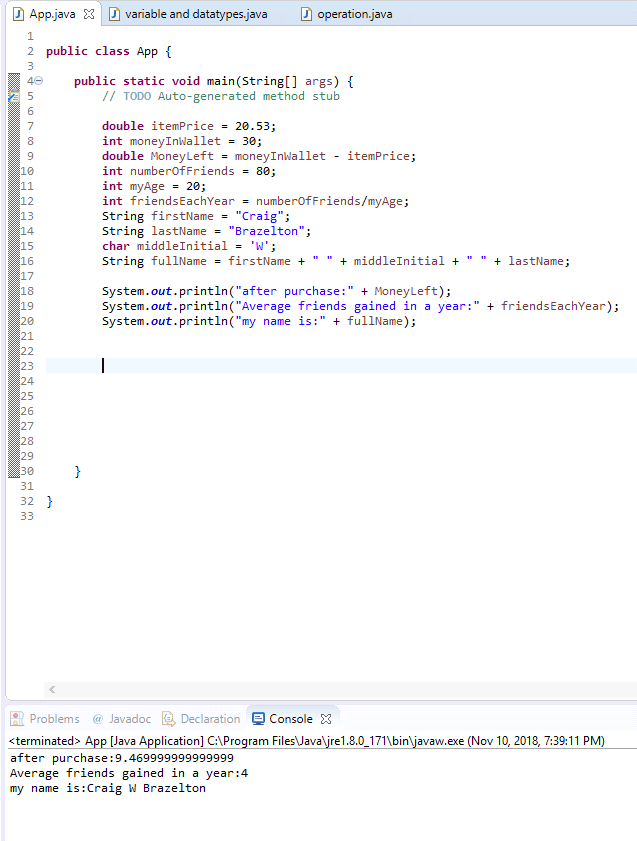 App.java variable and datatypes.java operation.java
1
2 public class App {
3
4 public static void main(String[] args) {
5 // TODO Auto-generated method stub
6
7 double itemPrice = 20.53;
8 int moneyInWallet = 30;
9 double MoneyLeft = moneyInWallet - itemPrice;
10 int numberOfFriends = 80;
11 int myAge = 20;
12 int friendsEachYear = numberOfFriends/myAge;
13 String firstName = "Craig";
14 String lastName = "Brazelton";
15 char middleInitial = 'W';
16 String fullName = firstName + " " + middleInitial + " " + lastName;
17
18 System.out.println("after purchase:" + MoneyLeft);
19 System.out.println("Average friends gained in a year:" + friendsEachYear);
20 System.out.println("my name is:" + fullName);
21
22
23
24
25
26
27
28
29
30 }
31
32 }
33
Problems @ Javadoc Declaration Console
<terminated> App [Java Application] C:\Program Files\Java\jre1.8.0_171\bin\javaw.exe (Nov 10, 2018, 7:39:11 PM)
after purchase:9.469999999999999
Average friends gained in a year:4
my name is:Craig W Brazelton